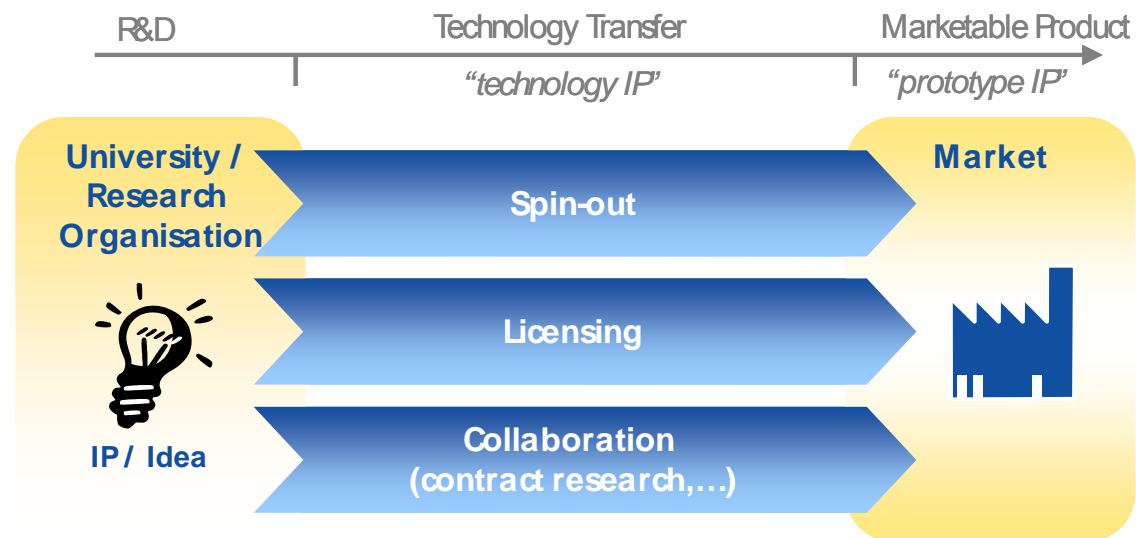 R&D
Technology Transfer
Marketable Product
“technology IP”
“prototype IP”
University /
Research
Organisation
IP / Idea
Spin-out
Licensing
Collaboration
(contract research,…)
Market